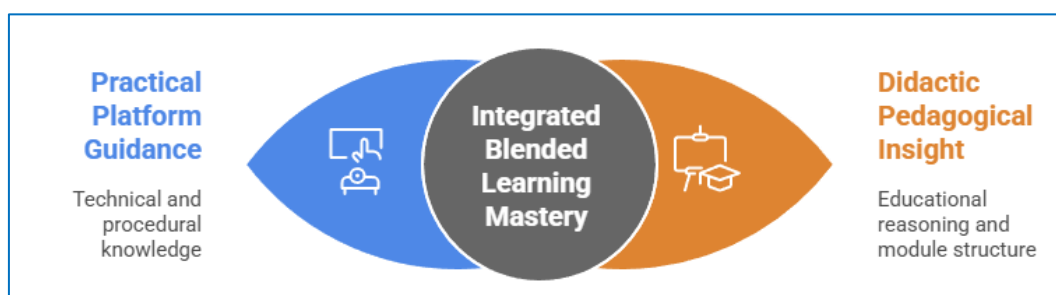 Practical
Platform
Guidance
Technical and
procedural
knowledge
Integrated
Blended
Learning
Mastery
Didactic
Pedagogical
Insight
Educational
reasoning and
module structure